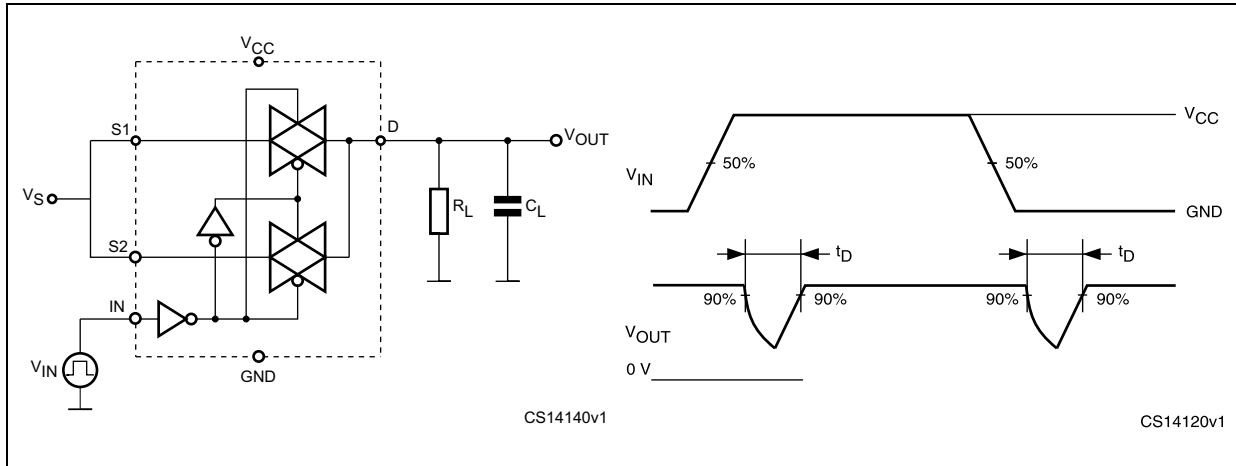 VCC
S1
D
VOUT
VS
RL
CL
S2
IN
VIN
GND
CS14140v1
VCC
50%
50%
VIN
GND
tD
tD
90%
90%
90%
90%
VOUT
0 V
CS14120v1